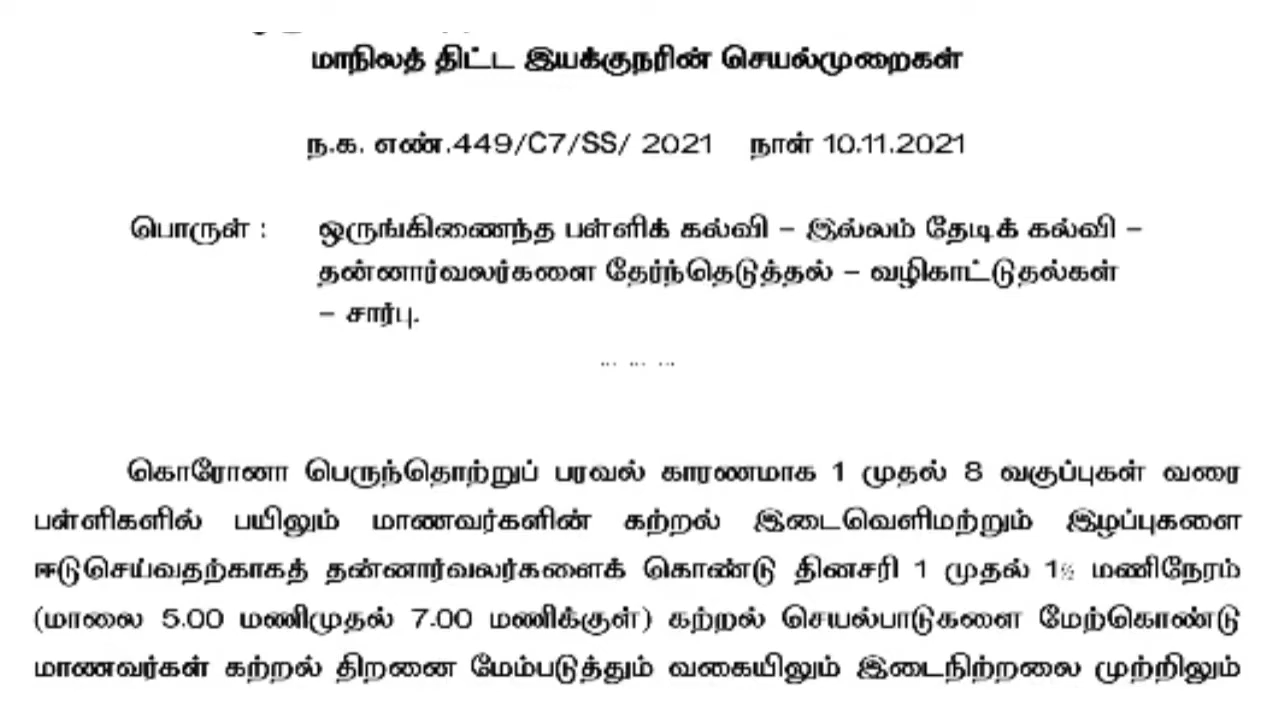 மாநிலத் திட்ட இயக்குநரின் செயல்முறைகள்
ந.க. எண்.449/C7/SS/ 2021 நாள் 10.11.2021
பொருள் : ஒருங்கிணைந்த பள்ளிக் கல்வி – இல்லம் தேடிக் கல்வி –
தன்னார்வலர்களை தேர்ந்தெடுத்தல் – வழிகாட்டுதல்கள்
– சார்பு.
... ... ...
கொரோனா பெருந்தொற்றுப் பரவல் காரணமாக 1 முதல் 8 வகுப்புகள் வரை
பள்ளிகளில் பயிலும் மாணவர்களின் கற்றல் இடைவெளிமற்றும் இழப்புகளை
ஈடுசெய்வதற்காகத் தன்னார்வலர்களைக் கொண்டு தினசரி 1 முதல் 1½ மணிநேரம்
(மாலை 5.00 மணிமுதல் 7.00 மணிக்குள்) கற்றல் செயல்பாடுகளை மேற்கொண்டு
மாணவர்கள் கற்றல் திறனை மேம்படுத்தும் வகையிலும் இடைநிற்றலை முற்றிலும்